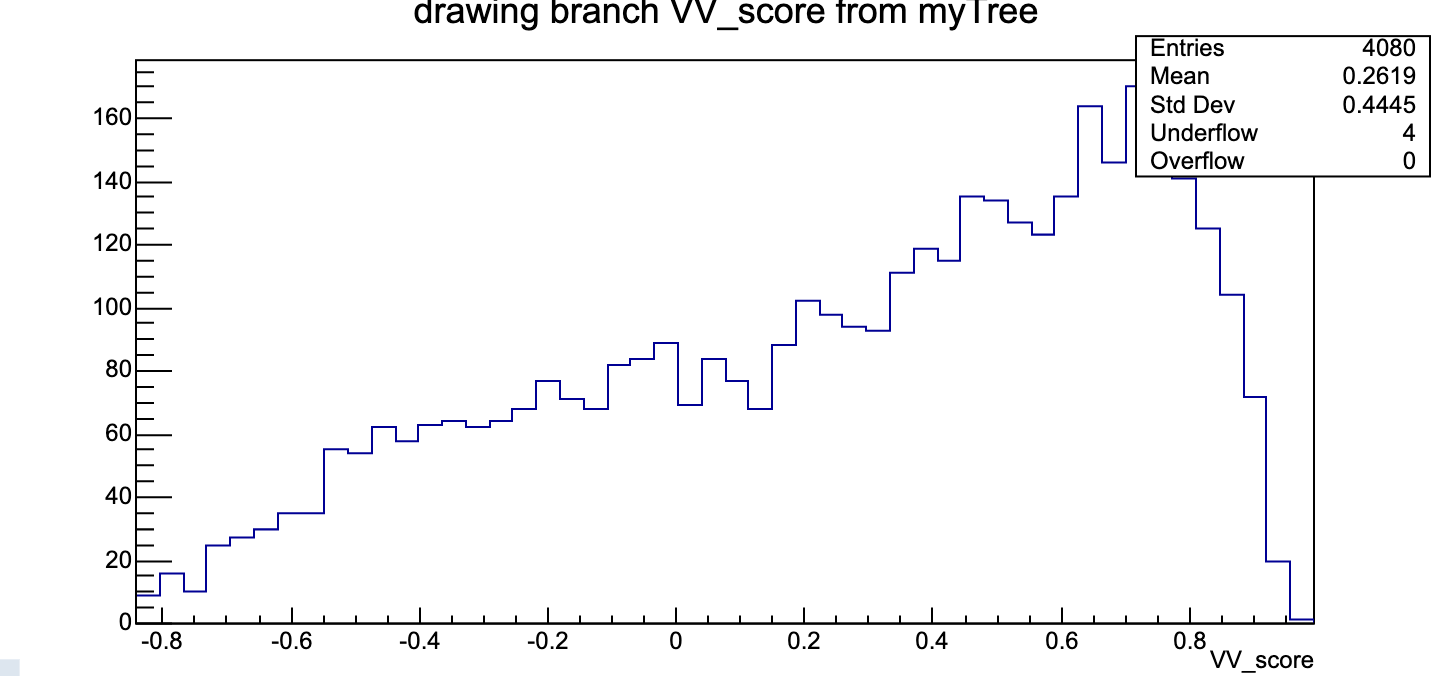 drawing branch VV_score from myTree
Entries 4080
Mean 0.2619
Std Dev 0.4445
Underflow 4
Overflow 0
160
140
120
100
80
60
40
20
0
-0.8 -0.6 -0.4 -0.2 0 0.2 0.4 0.6 0.8
VV_score